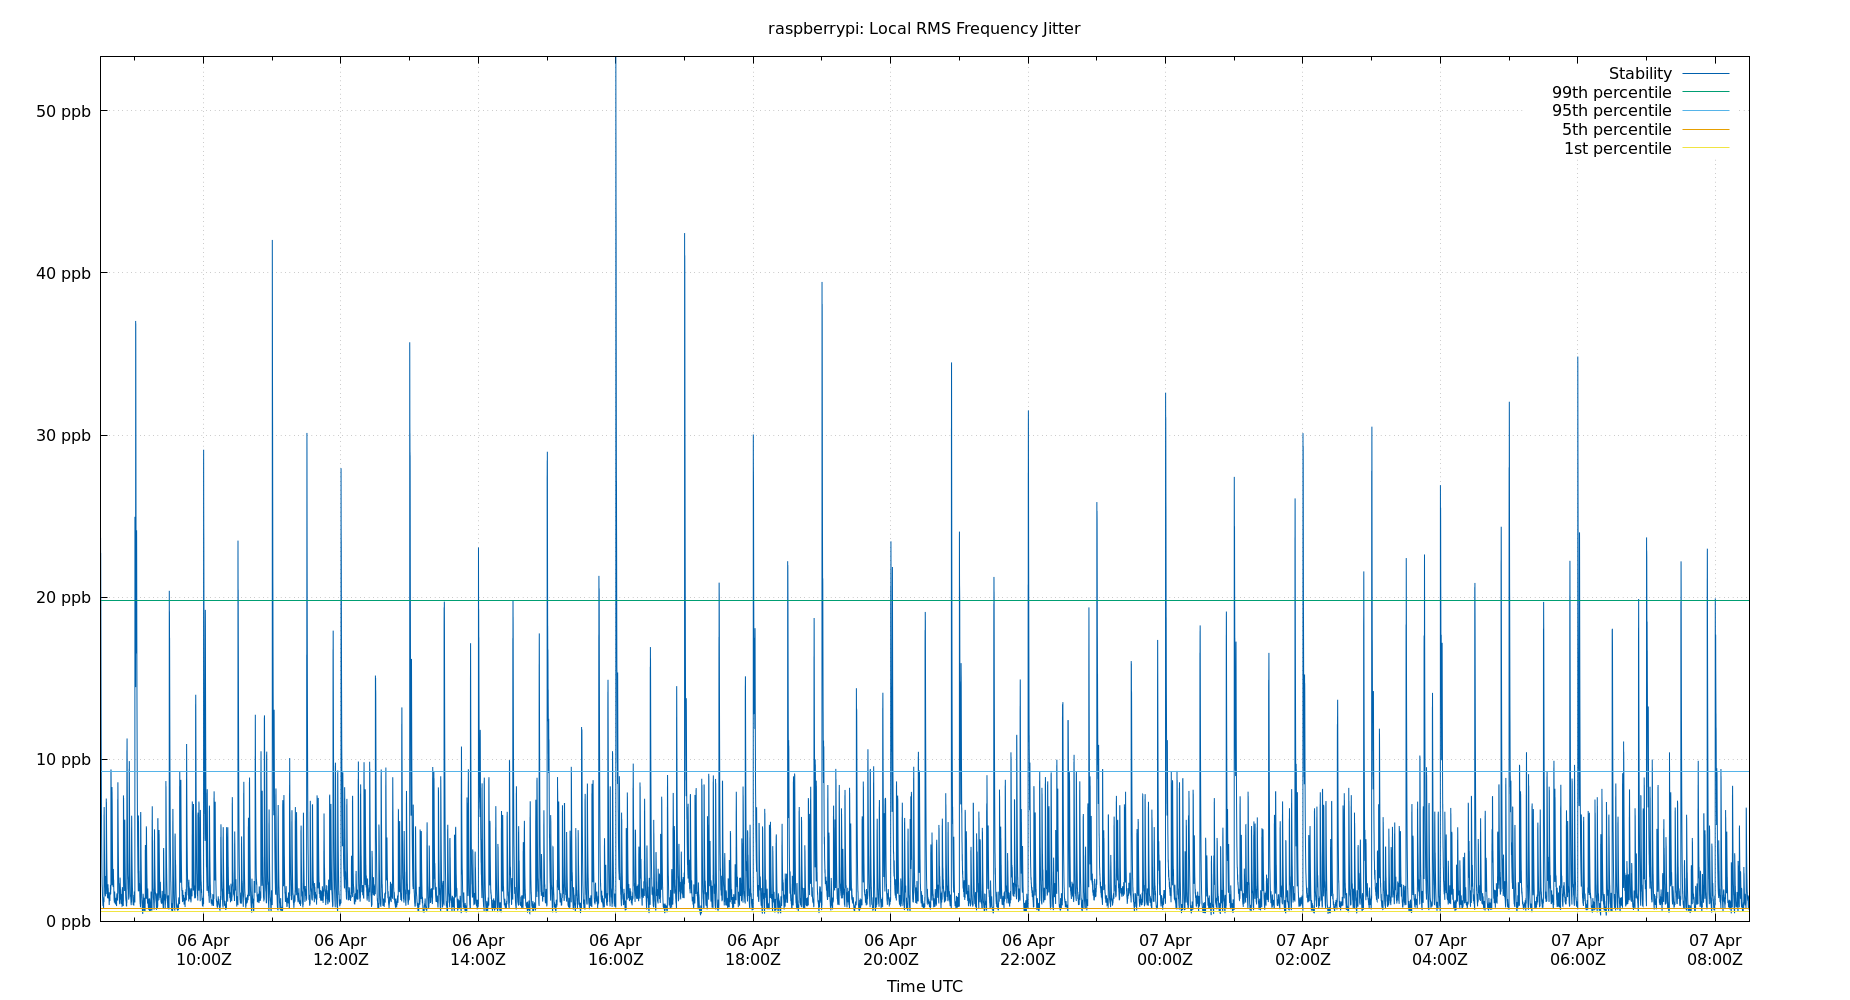 raspberrypi: Local RMS Frequency Jitter
Stability
99th percentile
95th percentile
5th percentile
1st percentile
50 ppb
40 ppb
30 ppb
20 ppb
10 ppb
0 ppb
06 Apr 06 Apr 06 Apr 06 Apr 06 Apr 06 Apr 06 Apr 07 Apr 07 Apr 07 Apr 07 Apr 07 Apr
10:00Z 12:00Z 14:00Z 16:00Z 18:00Z 20:00Z 22:00Z 00:00Z 02:00Z 04:00Z 06:00Z 08:00Z
Time UTC